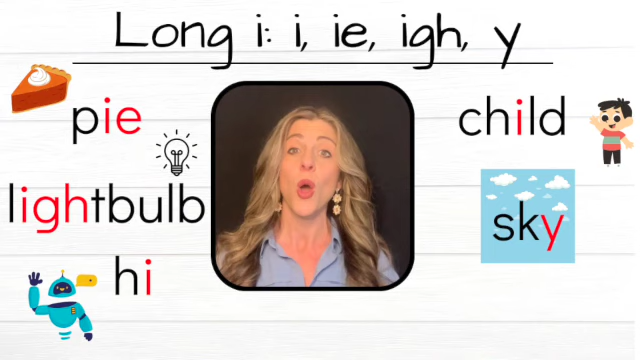 Long i: i, ie, igh, y
pie
child
lightbulb
sky
hi